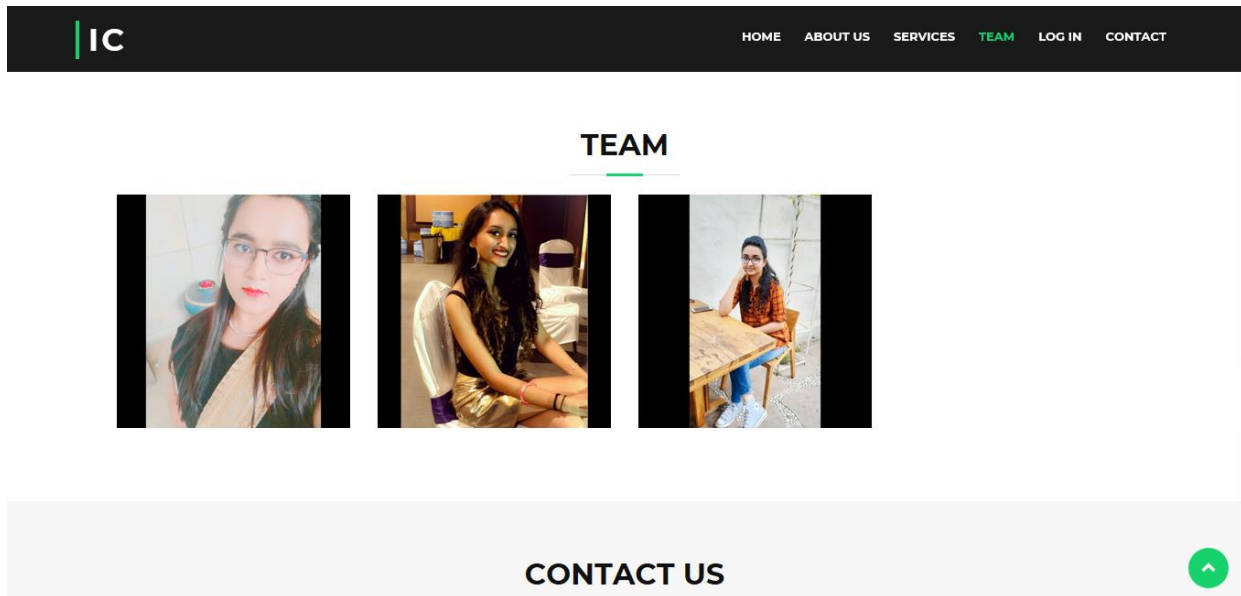 IC
HOME ABOUT US SERVICES TEAM LOG IN CONTACT
TEAM
CONTACT US